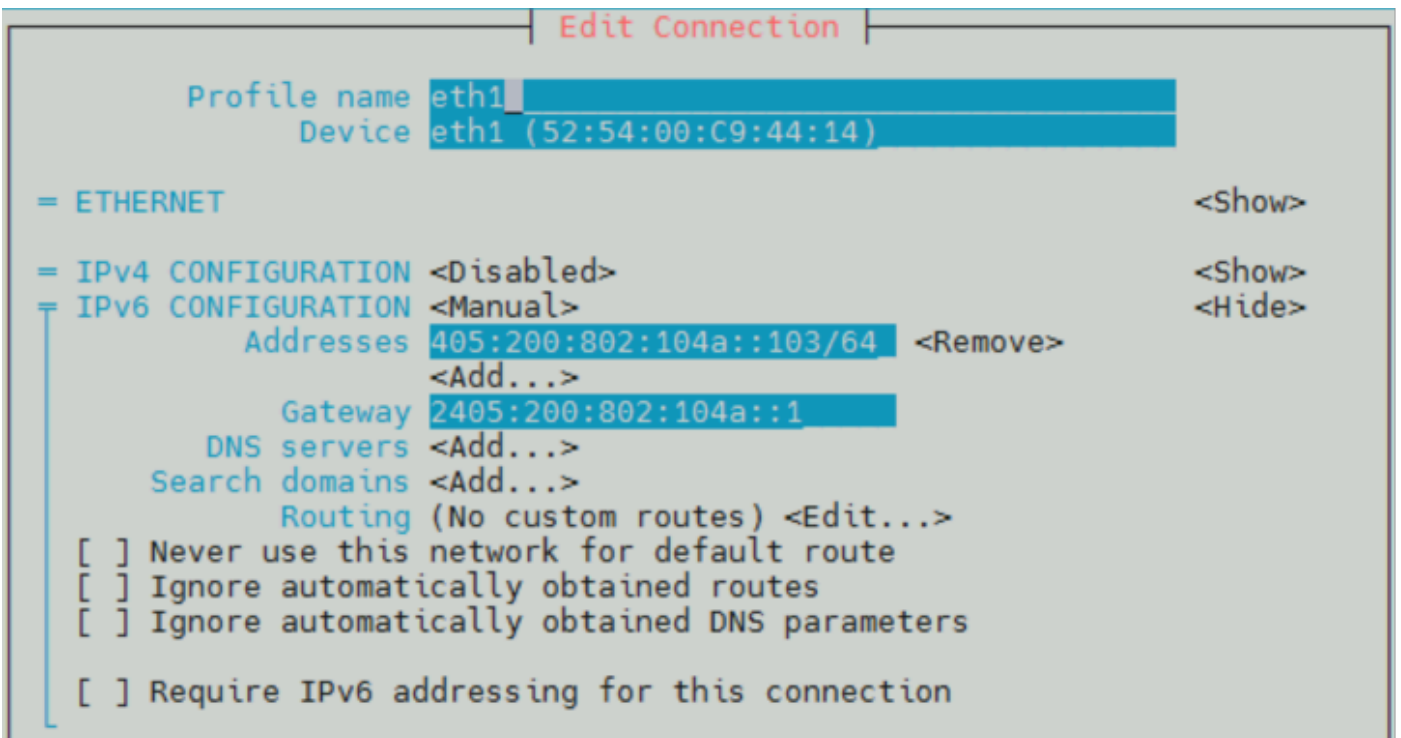 Edit Connection
Profile name eth1
Device eth1 (52:54:00:C9:44:14)
= ETHERNET <Show>
= IPv4 CONFIGURATION <Disabled> <Show>
= IPv6 CONFIGURATION <Manual> <Hide>
Addresses 405:200:802:104a::103/64 <Remove>
<Add...>
Gateway 2405:200:802:104a::1
DNS servers <Add...>
Search domains <Add...>
Routing (No custom routes) <Edit...>
[ ] Never use this network for default route
[ ] Ignore automatically obtained routes
[ ] Ignore automatically obtained DNS parameters
[ ] Require IPv6 addressing for this connection